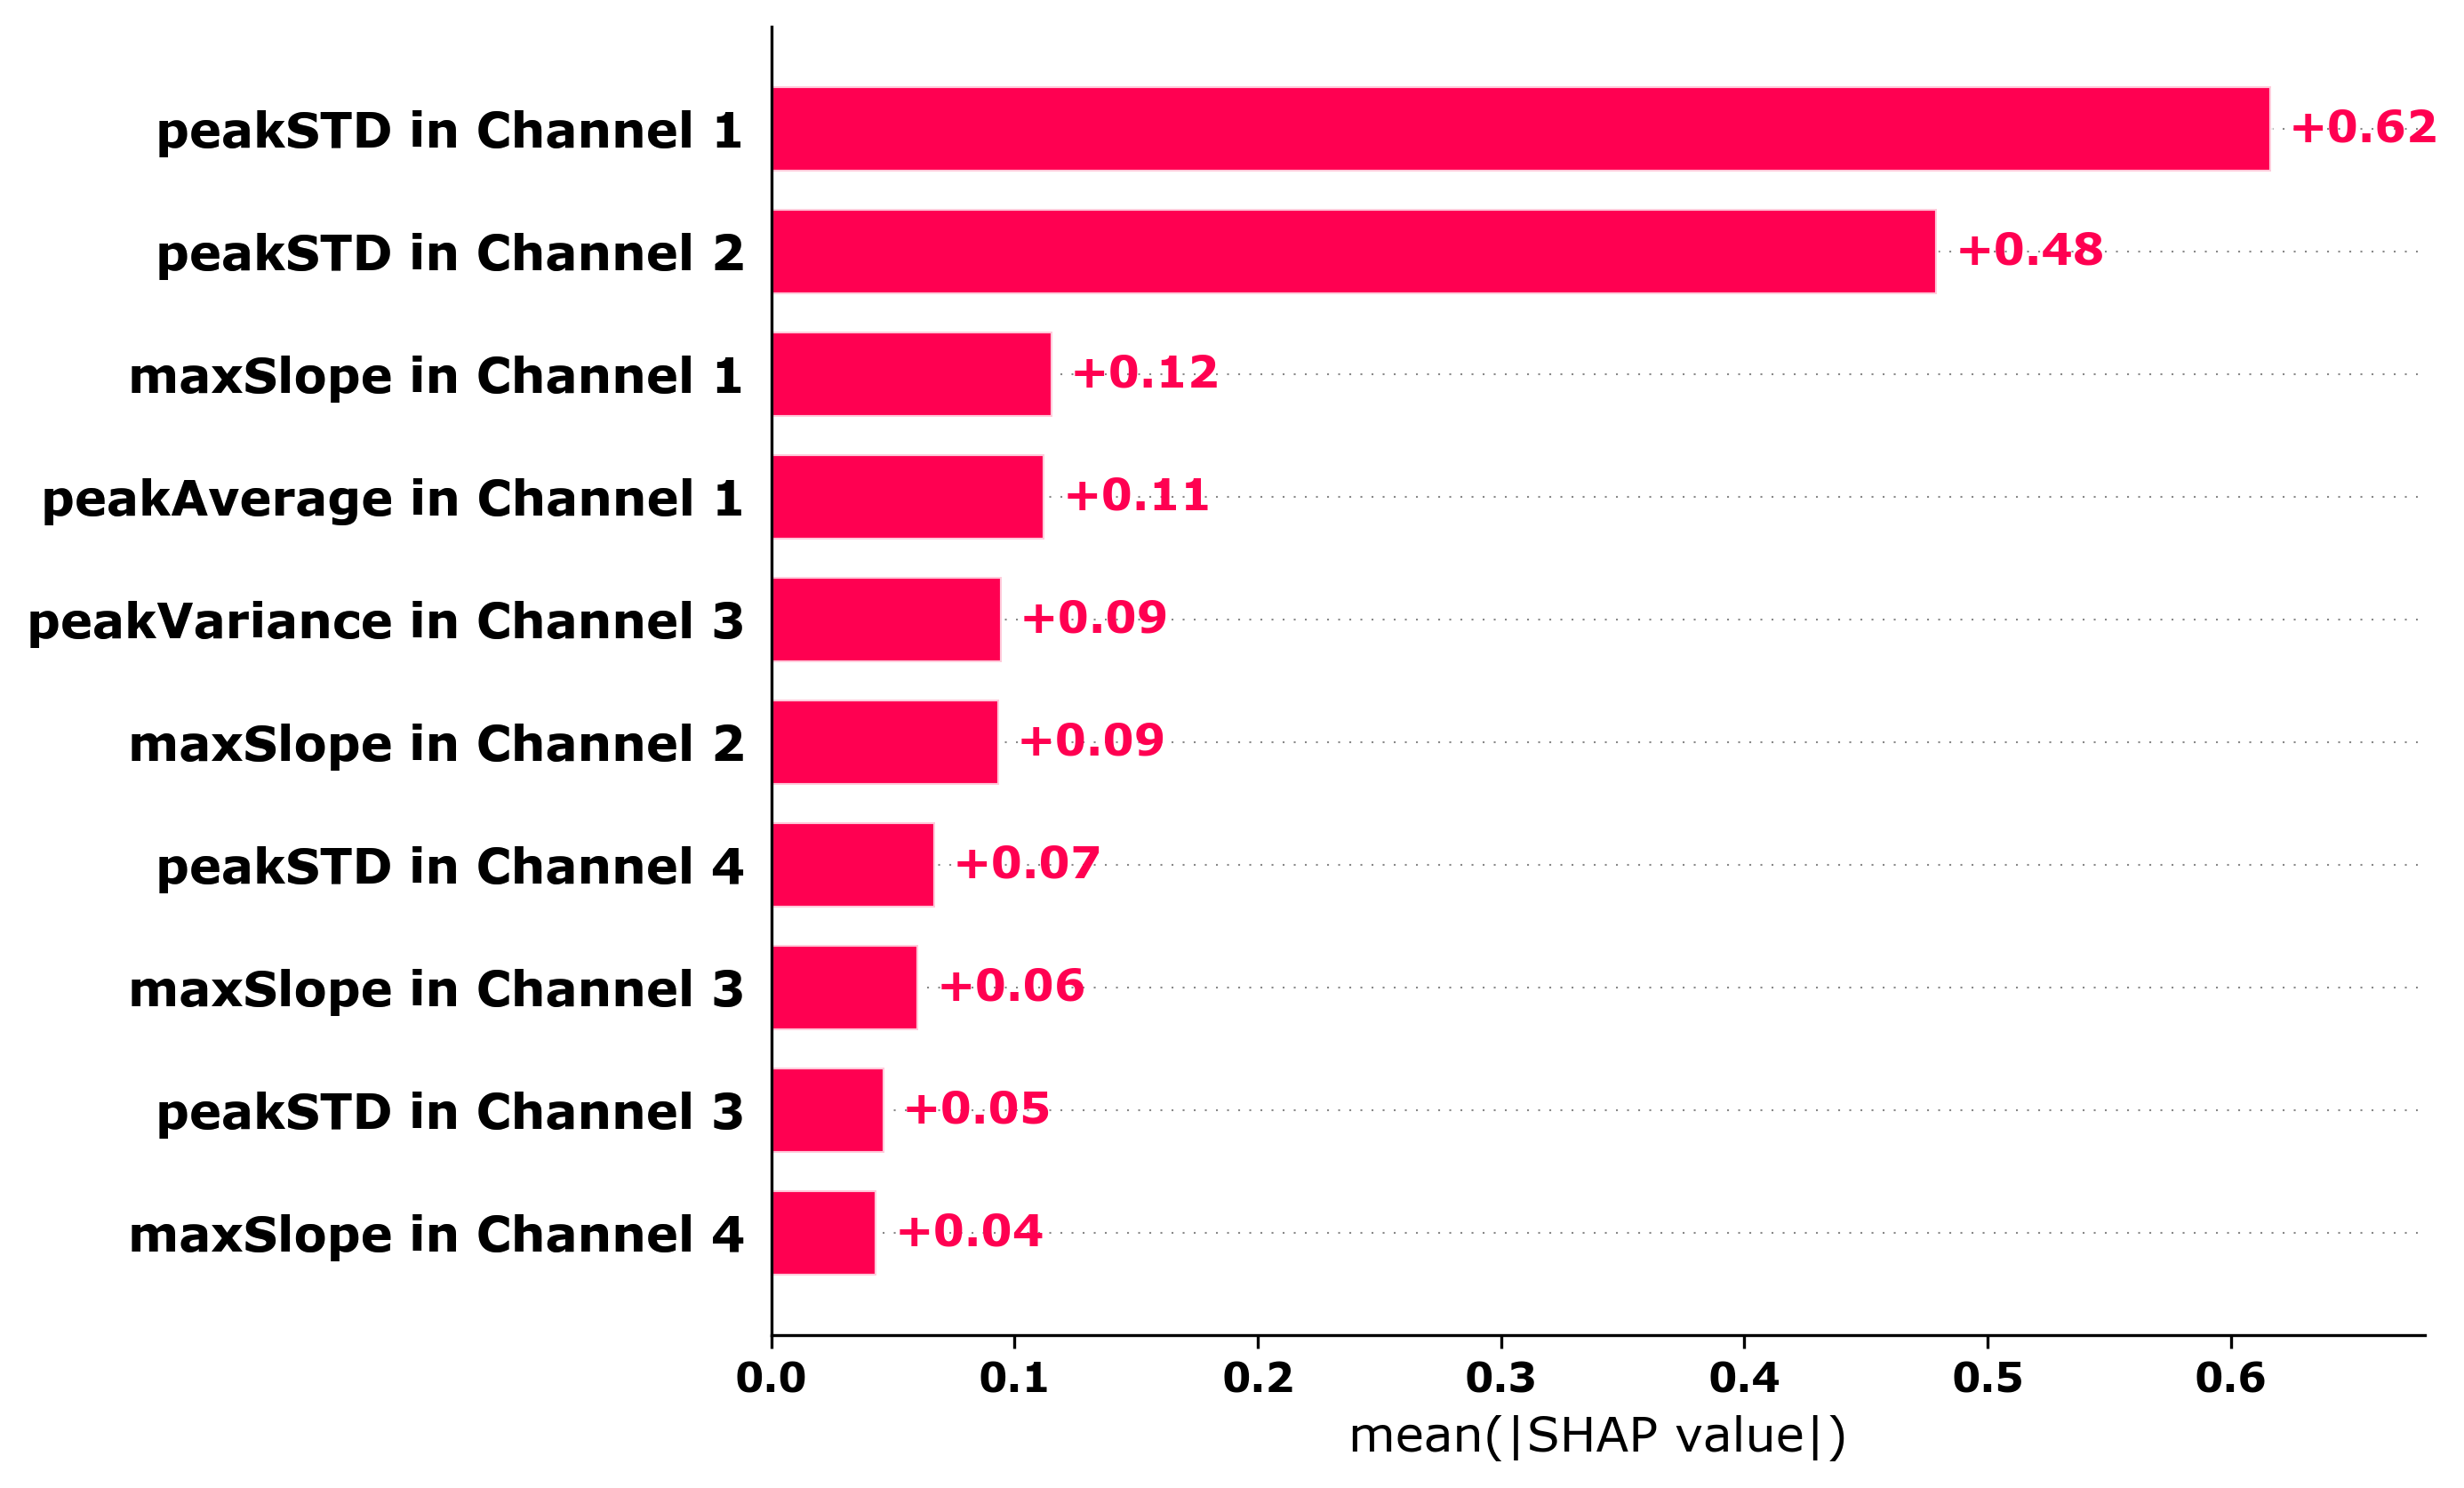 peakSTD in Channel 1 +0.62
peakSTD in Channel 2 +0.48
maxSlope in Channel 1 +0.12
peakAverage in Channel 1 +0.11
peakVariance in Channel 3 +0.09
maxSlope in Channel 2 +0.09
peakSTD in Channel 4 +0.07
maxSlope in Channel 3 +0.06
peakSTD in Channel 3 +0.05
maxSlope in Channel 4 +0.04
0.0 0.1 0.2 0.3 0.4 0.5 0.6
mean(|SHAP value|)